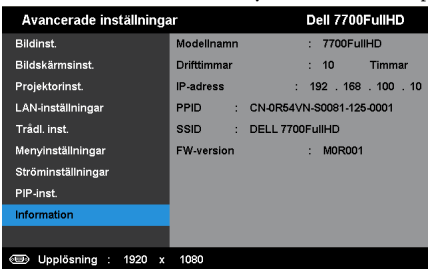 Avancerade inställningar Dell 7700FullHD
Bildinst.
Bildskärmsinst.
Projektorinst.
LAN-inställningar
Trådl. inst.
Menyinställningar
Ströminställningar
PIP-inst.
Information
Modellnamn : 7700FullHD
Drifttimmar : 10 Timmar
IP-adress : 192 . 168 . 100 . 10
PPID : CN-0R54VN-S0081-125-0001
SSID : DELL 7700FullHD
FW-version : M0R001
Upplösning : 1920 x 1080